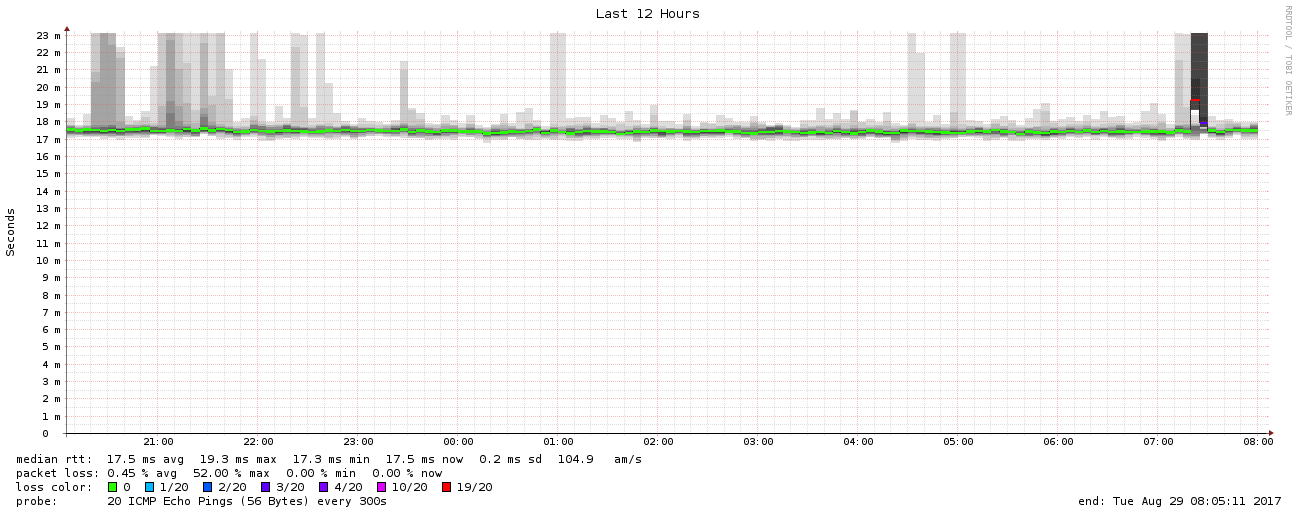 Last 12 Hours
RRDTOOL / TOBI OETIKER
Seconds
23 m
22 m
21 m
20 m
19 m
18 m
17 m
16 m
15 m
14 m
13 m
12 m
11 m
10 m
9 m
8 m
7 m
6 m
5 m
4 m
3 m
2 m
1 m
0
21:00 22:00 23:00 00:00 01:00 02:00 03:00 04:00 05:00 06:00 07:00 08:00
median rtt: 17.5 ms avg 19.3 ms max 17.3 ms min 17.5 ms now 0.2 ms sd 104.9 am/s
packet loss: 0.45 % avg 52.00 % max 0.00 % min 0.00 % now
loss color: 0 1/20 2/20 3/20 4/20 10/20 19/20
probe: 20 ICMP Echo Pings (56 Bytes) every 300s end: Tue Aug 29 08:05:11 2017